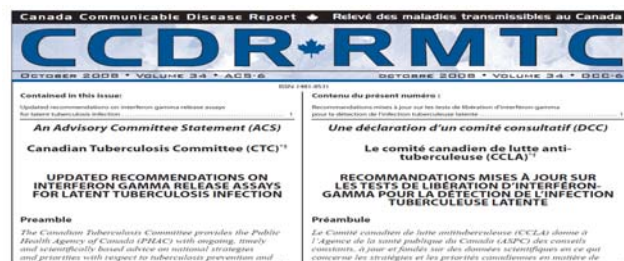 Canada Communicable Disease Report Relevé des maladies transmissibles au Canada
CCDR RMTC
OCTOBER 2008 • VOLUME 34 • ACS-6 OCTOBRE 2008 • VOLUME 34 • DCC-6
ISSN 1481-8531
Contained in this issue:
Updated recommendations on interferon gamma release assays
for latent tuberculosis infection 1
An Advisory Committee Statement (ACS)
Canadian Tuberculosis Committee (CTC)*†
UPDATED RECOMMENDATIONS ON
INTERFERON GAMMA RELEASE ASSAYS
FOR LATENT TUBERCULOSIS INFECTION
Preamble
The Canadian Tuberculosis Committee provides the Public
Health Agency of Canada (PHAC) with ongoing, timely
and scientifically based advice on national strategies
and priorities with respect to tuberculosis prevention and
Contenu du présent numéro :
Recommandations mises à jour sur les tests de libération d'interféron gamma
pour la détection de l'infection tuberculeuse latente 1
Une déclaration d'un comité consultatif (DCC)
Le comité canadien de lutte anti-
tuberculeuse (CCLA)*†
RECOMMANDATIONS MISES À JOUR SUR
LES TESTS DE LIBÉRATION D'INTERFÉRON-
GAMMA POUR LA DÉTECTION DE L'INFECTION
TUBERCULEUSE LATENTE
Préambule
Le Comité canadien de lutte antituberculeuse (CCLA) donne à
l'Agence de la santé publique du Canada (ASPC) des conseils
constants, à jour et fondés sur des données scientifiques en ce qui
concerne les stratégies et les priorités canadiennes en matière de